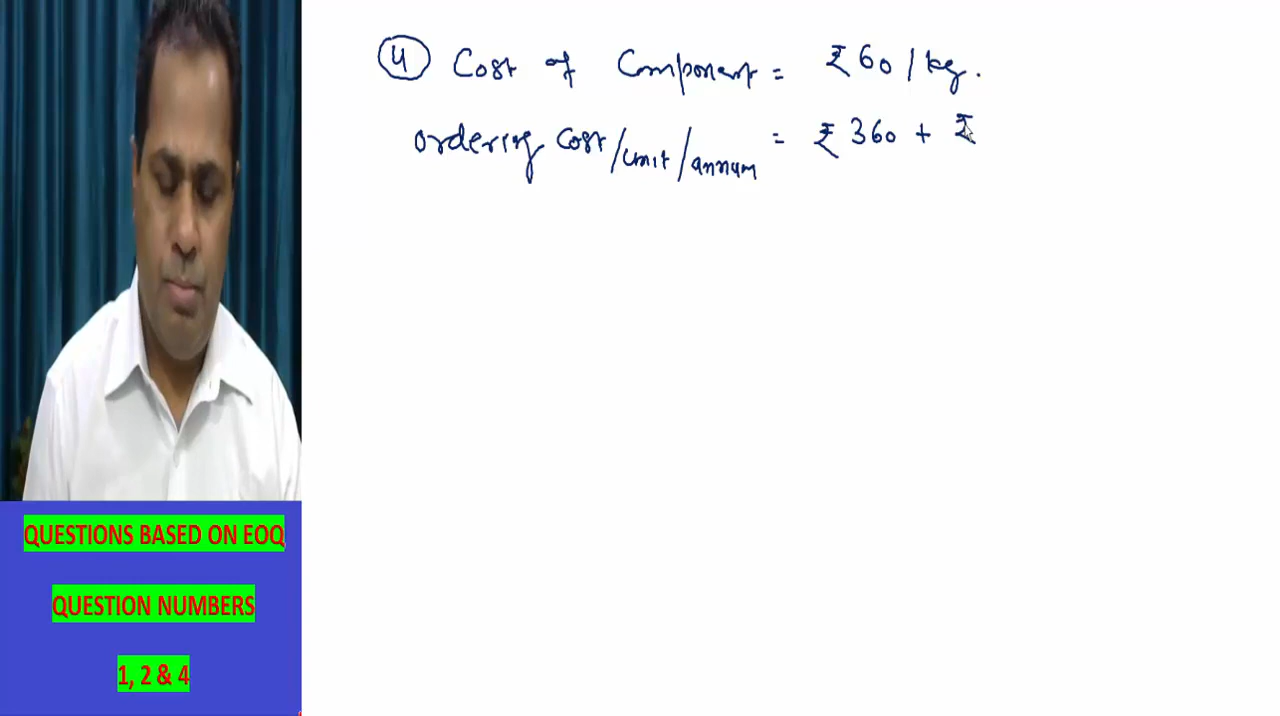 4 Cost of Component = ₹60/kg.
ordering cost/unit/annum = ₹360 + ₹
QUESTIONS BASED ON EOQ
QUESTION NUMBERS
1, 2 & 4